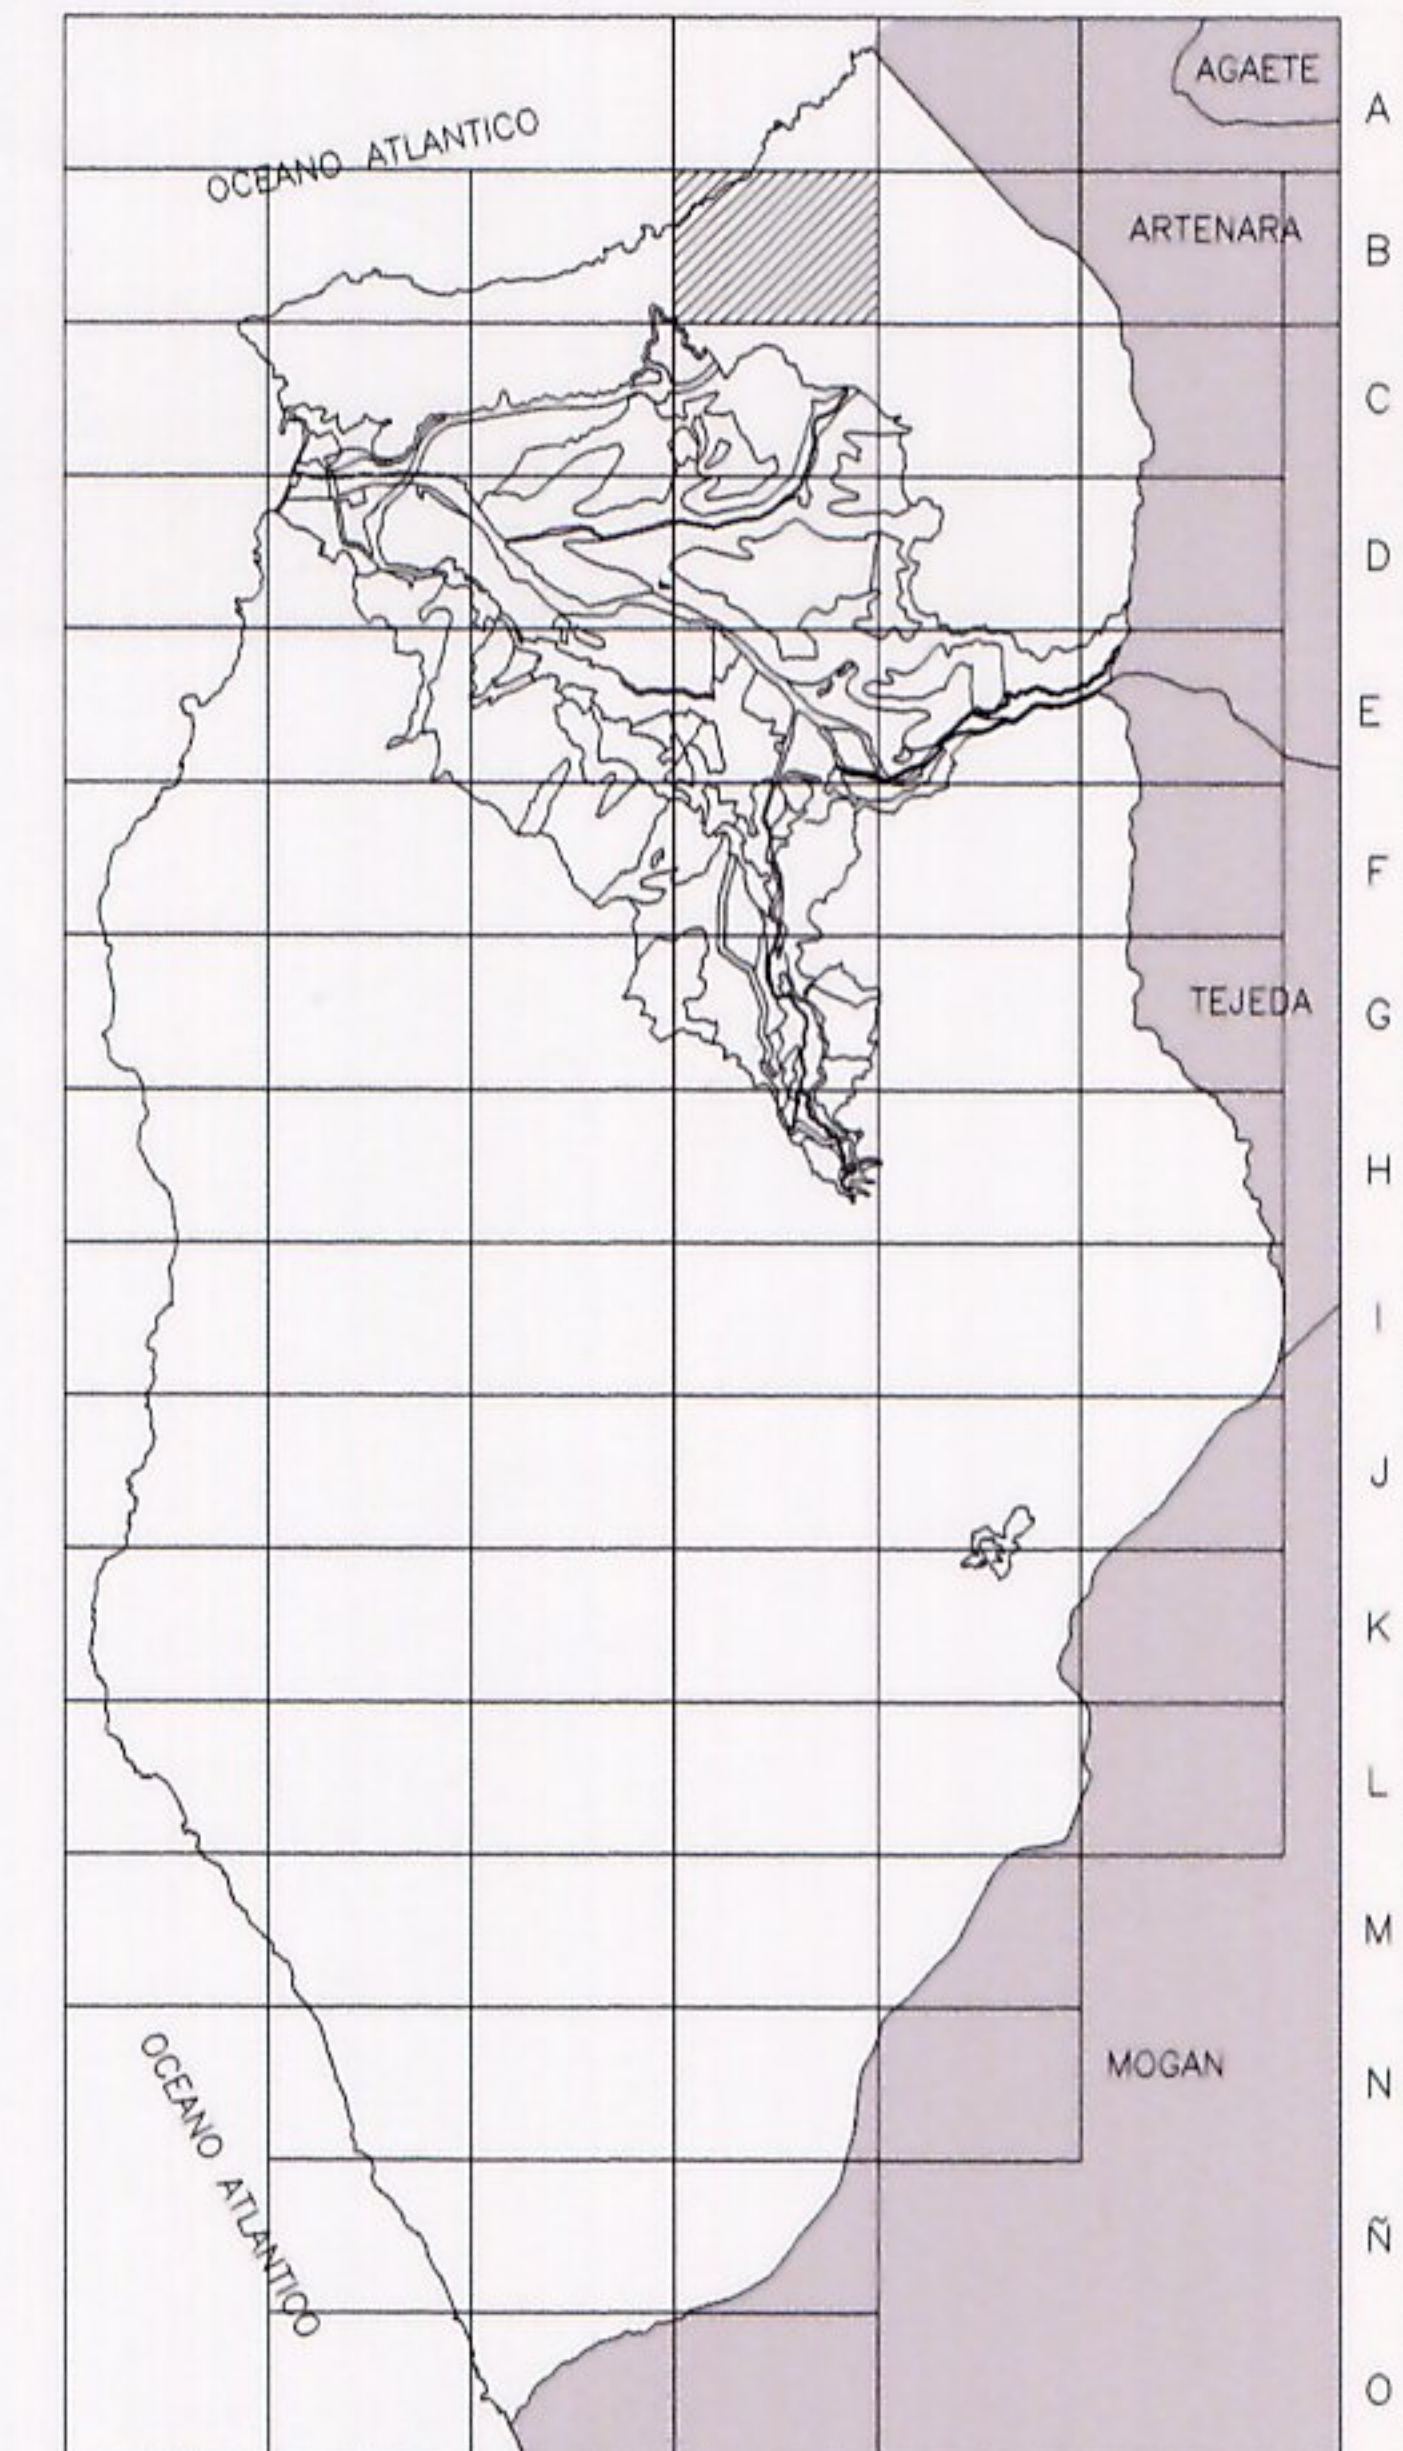 AGAETE
A
OCEANO ATLANTICO
ARTENARA
B
C
D
E
F
TEJEDA
G
H
I
J
K
L
M
OCEANO ATLANTICO
MOGAN
N
Ñ
O